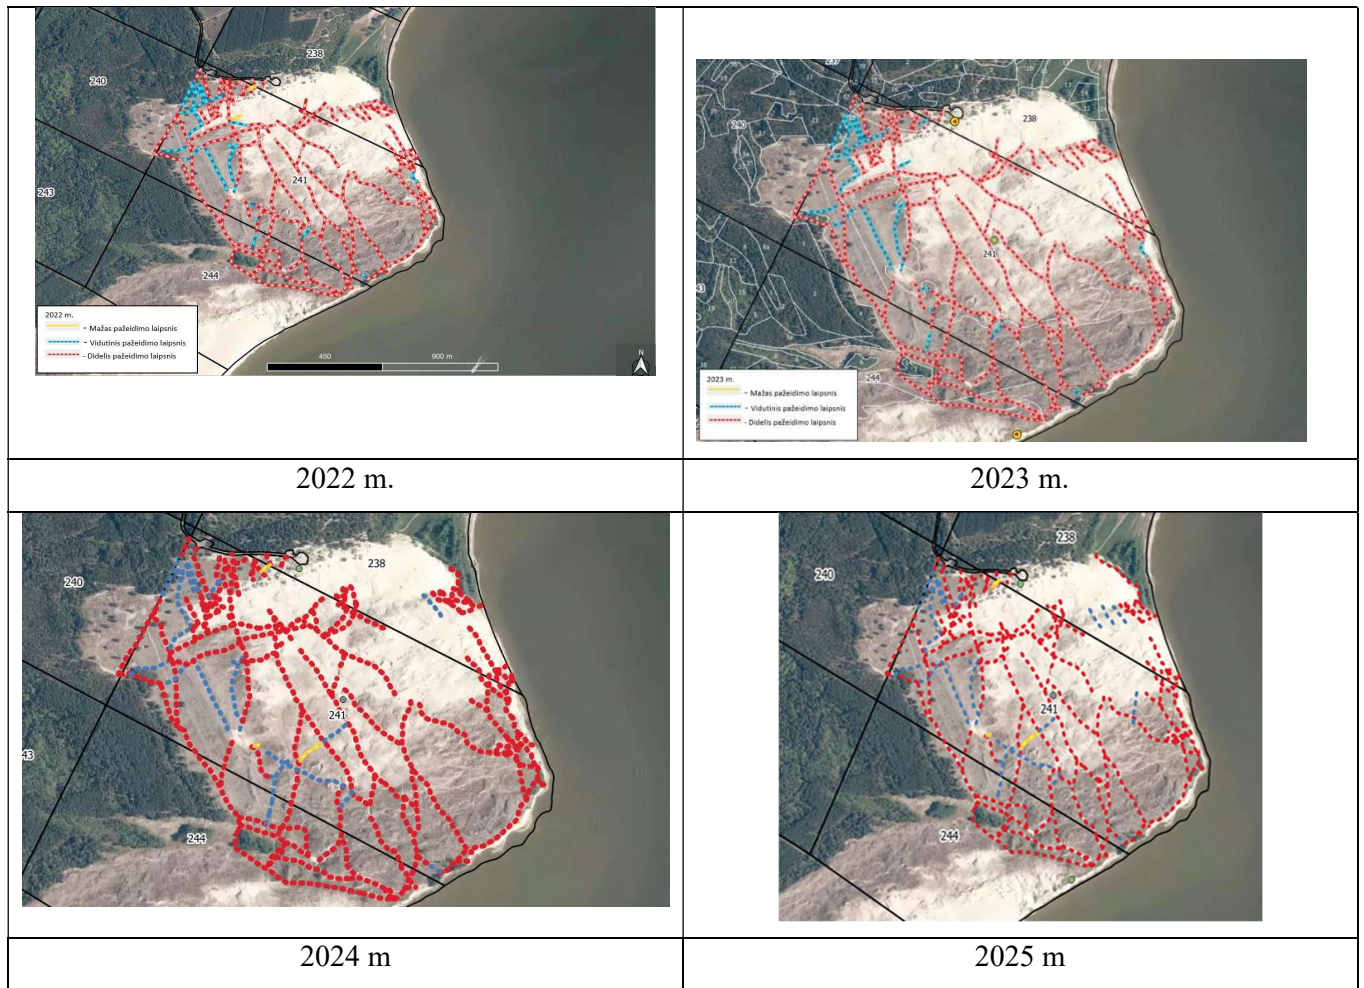 238
240
241
243
244
2022 m.
- Mažas pažeidimo laipsnis
- Vidutinis pažeidimo laipsnis
- Didelis pažeidimo laipsnis
450
900 m
N
238
240
241
244
2023 m.
- Mažas pažeidimo laipsnis
- Vidutinis pažeidimo laipsnis
- Didelis pažeidimo laipsnis
2022 m.
2023 m.
238
240
241
43
244
238
240
241
244
2024 m
2025 m